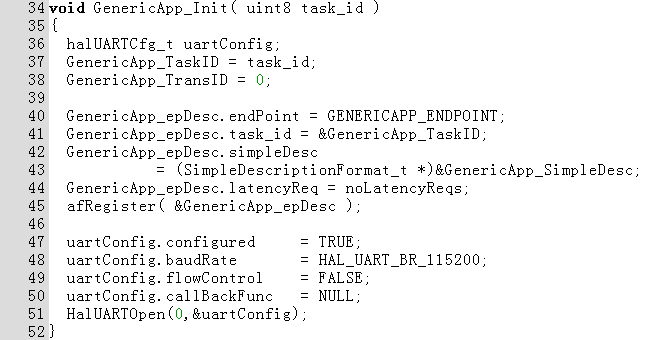 34 void GenericApp_Init( uint8 task_id )
35 {
36   halUARTCfg_t uartConfig;
37   GenericApp_TaskID = task_id;
38   GenericApp_TransID = 0;
39
40   GenericApp_epDesc.endPoint = GENERICAPP_ENDPOINT;
41   GenericApp_epDesc.task_id = &GenericApp_TaskID;
42   GenericApp_epDesc.simpleDesc
43             = (SimpleDescriptionFormat_t *)&GenericApp_SimpleDesc;
44   GenericApp_epDesc.latencyReq = noLatencyReqs;
45   afRegister( &GenericApp_epDesc );
46
47   uartConfig.configured     = TRUE;
48   uartConfig.baudRate       = HAL_UART_BR_115200;
49   uartConfig.flowControl    = FALSE;
50   uartConfig.callBackFunc   = NULL;
51   HalUARTOpen(0,&uartConfig);
52 }